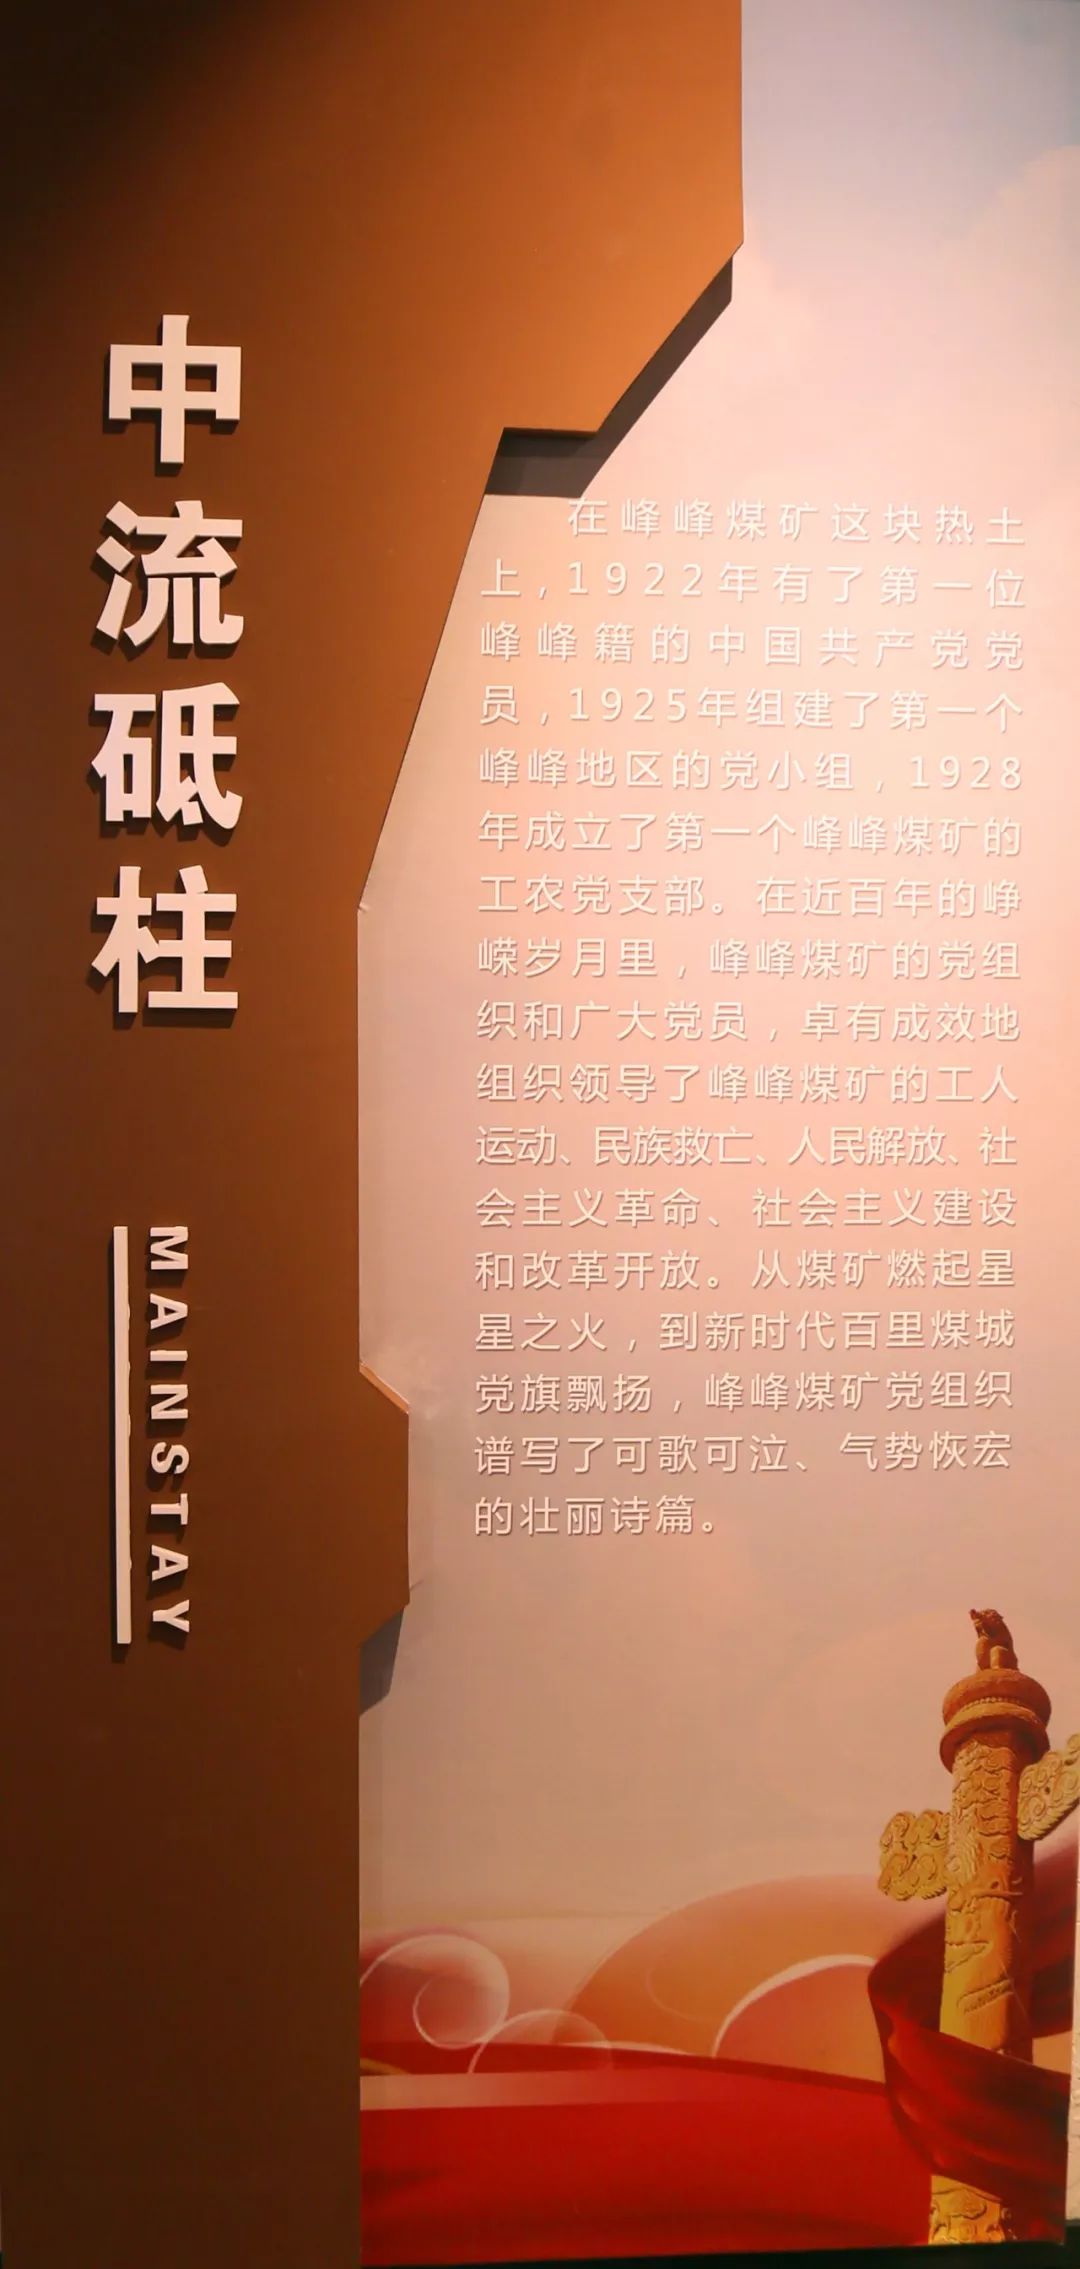 中流砥柱
MAINSTAY
在峰峰煤矿这块热土
上,1922年有了第一位
峰峰籍的中国共产党党
员,1925年组建了第一个
峰峰地区的党小组,1928
年成立了第一个峰峰煤矿的
工农党支部。在近百年的峥
嵘岁月里,峰峰煤矿的党组
织和广大党员,卓有成效地
组织领导了峰峰煤矿的工人
运动、民族救亡、人民解放、社
会主义革命、社会主义建设
和改革开放。从煤矿燃起星
星之火,到新时代百里煤城
党旗飘扬,峰峰煤矿党组织
谱写了可歌可泣、气势恢宏
的壮丽诗篇。